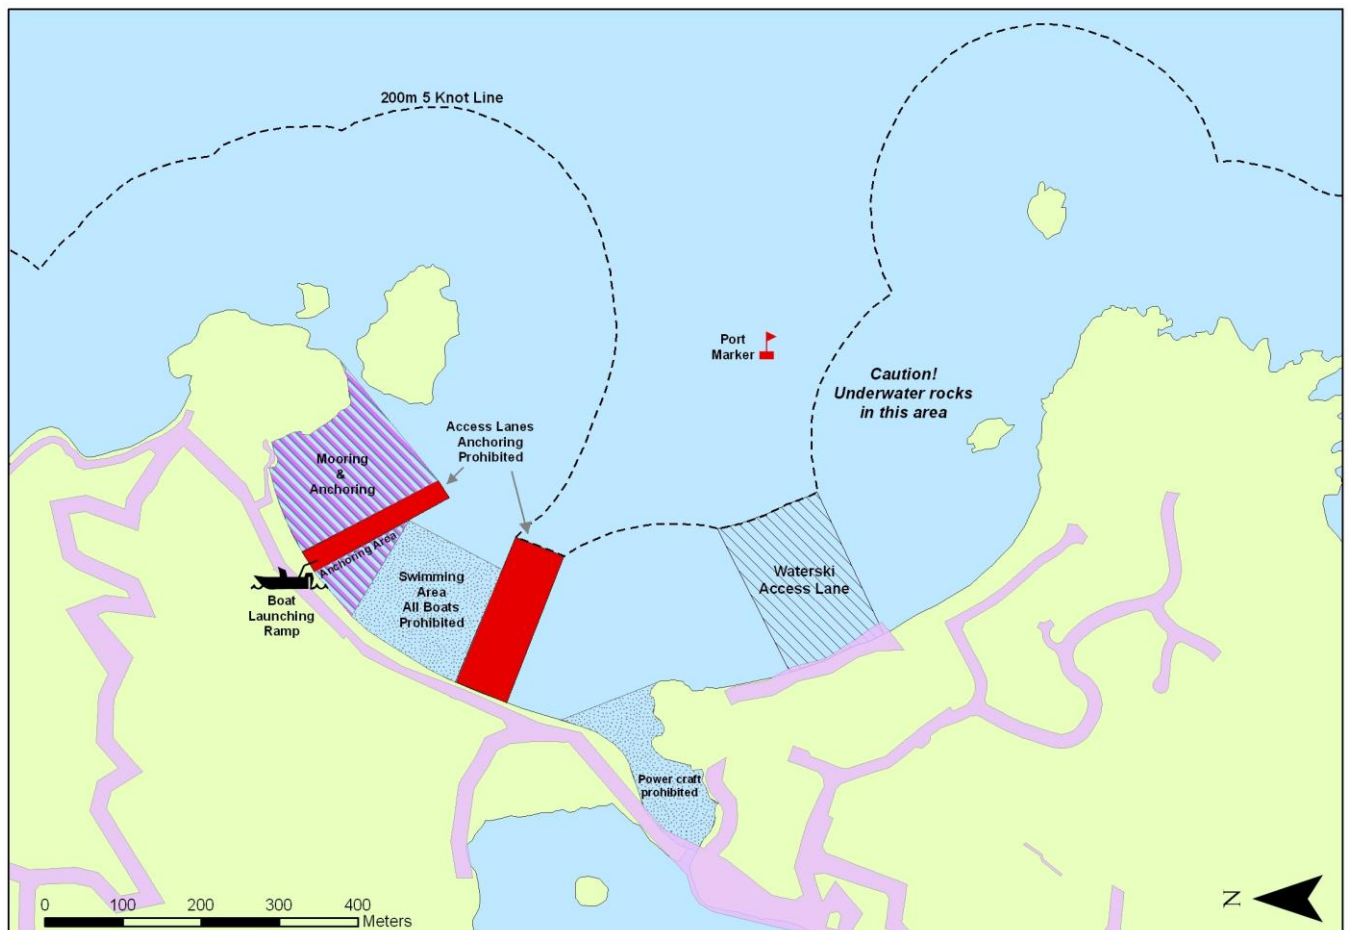 200m 5 Knot Line
Port
Marker
Caution!
Underwater rocks
in this area
Access Lanes
Anchoring
Prohibited
Mooring
&
Anchoring
Anchoring Area
Swimming
Area
All Boats
Prohibited
Waterski
Access Lane
Boat
Launching
Ramp
Power craft
prohibited
0 100 200 300 400
Meters
N